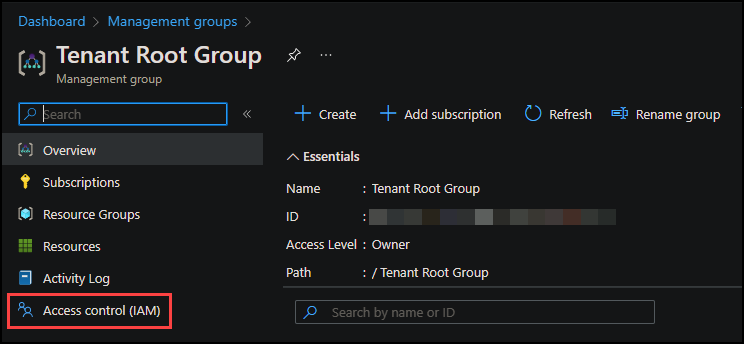 Dashboard > Management groups >
Tenant Root Group
Management group
Search
Create
Add subscription
Refresh
Rename group
Overview
Subscriptions
Resource Groups
Resources
Activity Log
Access control (IAM)
Essentials
Name : Tenant Root Group
ID :
Access Level : Owner
Path : / Tenant Root Group
Search by name or ID